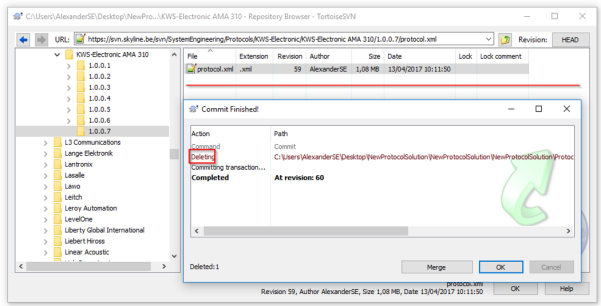 C:\Users\AlexanderSE\Desktop\NewPro...\KWS-Electronic AMA 310 - Repository Browser - TortoiseSVN
URL: https://svn.skyline.be/svn/SystemEngineering/Protocols/KWS-Electronic/KWS-Electronic AMA 310/1.0.0.7/protocol.xml Revision: HEAD
KWS-Electronic AMA 310
1.0.0.1
1.0.0.2
1.0.0.3
1.0.0.4
1.0.0.5
1.0.0.6
1.0.0.7
L3 Communications
Lange Elektronik
Lantronix
Lasalle
Lawo
Leitch
Leroy Automation
LevelOne
Liberty Global International
Liebert Hiross
Linear Acoustic
File Extension Revision Author Size Date Lock Lock comment
protocol.xml .xml 59 AlexanderSE 1,08 MB 13/04/2017 10:11:50
Commit Finished!
Action Path
Command Commit
Deleting C:\Users\AlexanderSE\Desktop\NewProtocolSolution\NewProtocolSolution\NewProtocolSolution\Protoc
Committing transaction...
Completed At revision: 60
Deleted:1 Merge OK Cancel
protocol.xml
Revision 59, Author AlexanderSE, Size 1,08 MB, Date 13/04/2017 10:11:50 OK Help